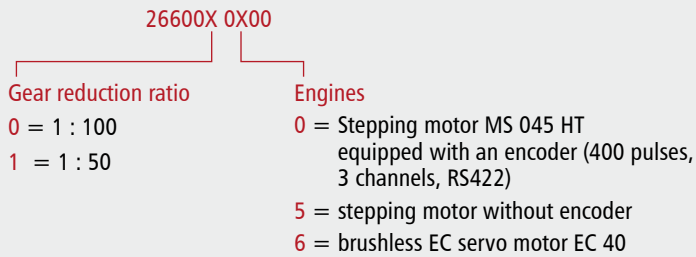 26600X 0X00
Gear reduction ratio
0 = 1 : 100
1 = 1 : 50
Engines
0 = Stepping motor MS 045 HT
equipped with an encoder (400 pulses,
3 channels, RS422)
5 = stepping motor without encoder
6 = brushless EC servo motor EC 40